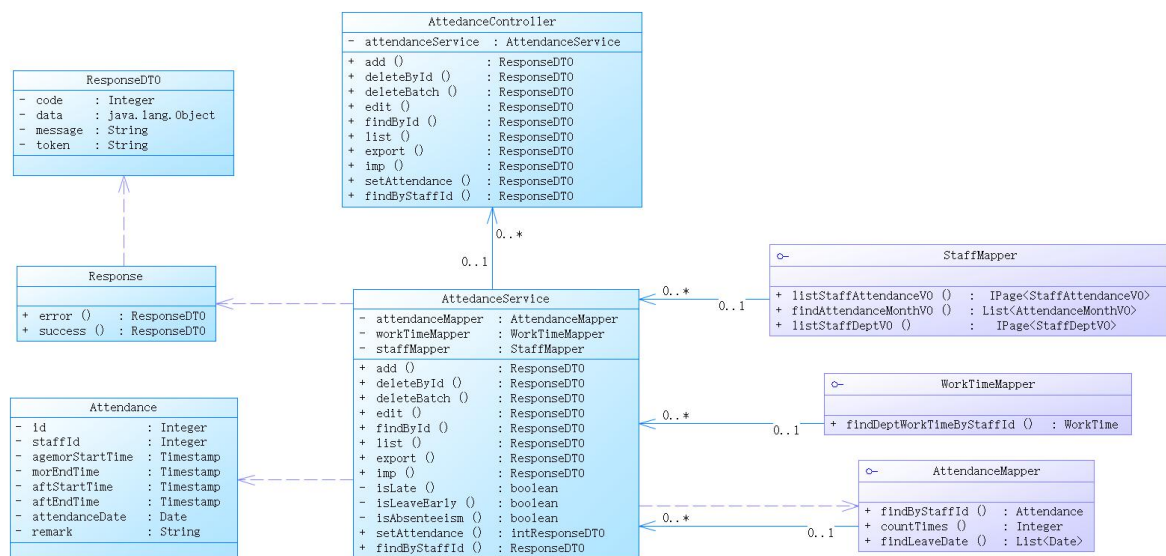 AttedanceController
- attendanceService : AttendanceService
+ add () : ResponseDTO
+ deleteById () : ResponseDTO
+ deleteBatch () : ResponseDTO
+ edit () : ResponseDTO
+ findById () : ResponseDTO
+ list () : ResponseDTO
+ export () : ResponseDTO
+ imp () : ResponseDTO
+ setAttendance () : ResponseDTO
+ findByStaffId () : ResponseDTO
ResponseDTO
- code : Integer
- data : java.lang.Object
- message : String
- token : String
0..*
0..1
Response
+ error () : ResponseDTO
+ success () : ResponseDTO
AttedanceService
- attendanceMapper : AttendanceMapper
- workTimeMapper : WorkTimeMapper
- staffMapper : StaffMapper
+ add () : ResponseDTO
+ deleteById () : ResponseDTO
+ deleteBatch () : ResponseDTO
+ edit () : ResponseDTO
+ findById () : ResponseDTO
+ list () : ResponseDTO
+ export () : ResponseDTO
+ imp () : ResponseDTO
- isLate () : boolean
- isLeaveEarly () : boolean
- isAbsenteeism () : boolean
+ setAttendance () : intResponseDTO
+ findByStaffId () : ResponseDTO
0..*
0..1
StaffMapper
+ listStaffAttendanceVO () : IPage<StaffAttendanceVO>
+ findAttendanceMonthVO () : List<AttendanceMonthVO>
+ listStaffDeptVO () : IPage<StaffDeptVO>
0..*
0..1
WorkTimeMapper
+ findDeptWorkTimeByStaffId () : WorkTime
Attendance
- id : Integer
- staffId : Integer
- agemorStartTime : Timestamp
- morEndTime : Timestamp
- aftStartTime : Timestamp
- aftEndTime : Timestamp
- attendanceDate : Date
- remark : String
0..*
0..1
AttendanceMapper
+ findByStaffId () : Attendance
+ countTimes () : Integer
+ findLeaveDate () : List<Date>